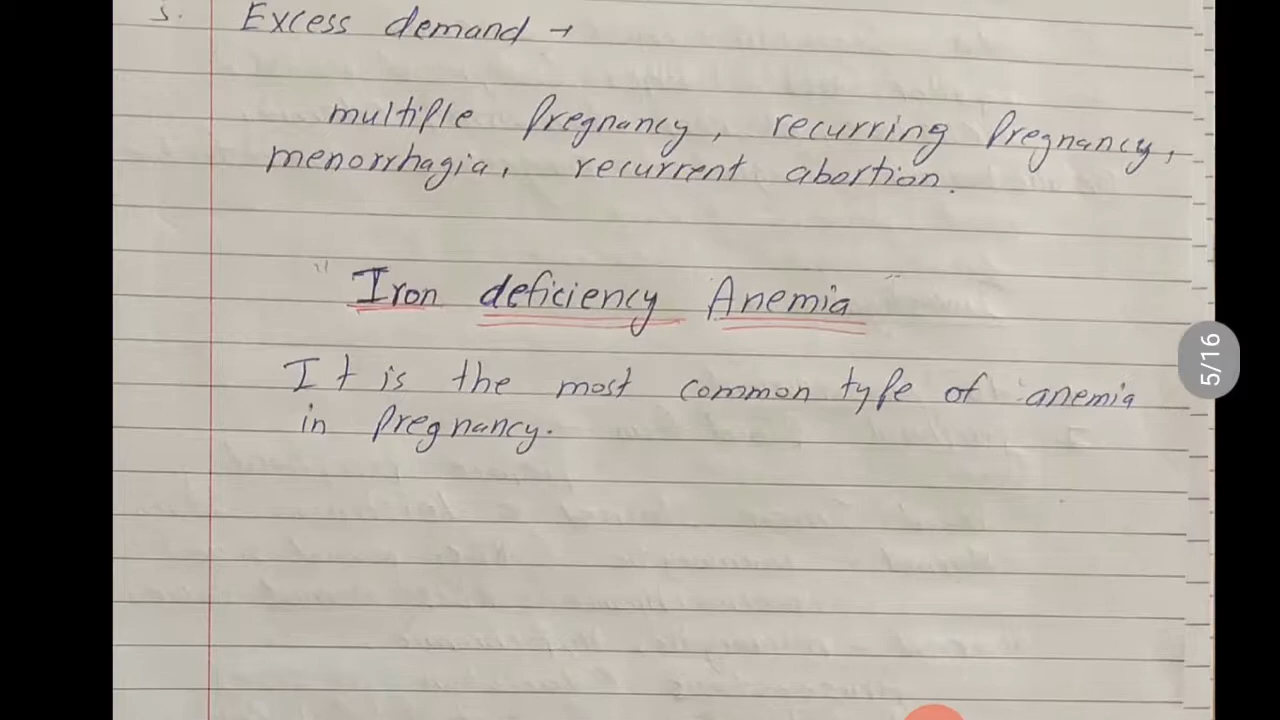 Excess demand →
multiple Pregnancy, recurring Pregnancy,
menorrhagia, recurrent abortion.
" Iron deficiency Anemia "
It is the most common type of anemia
in Pregnancy.
5/16